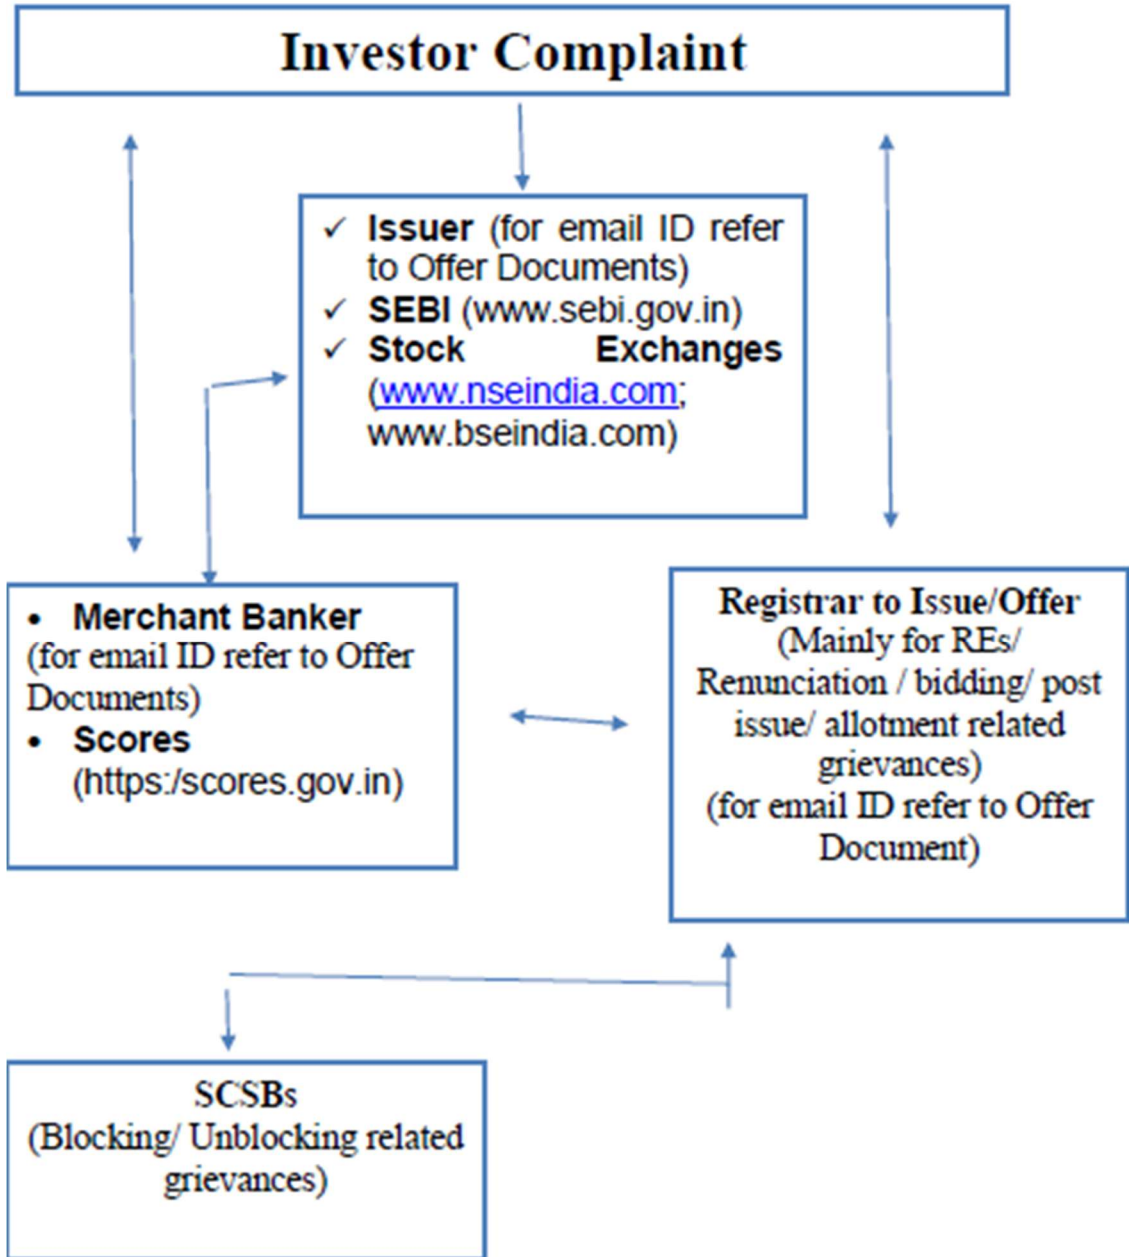 Investor Complaint
✓ Issuer (for email ID refer
to Offer Documents)
✓ SEBI (www.sebi.gov.in)
✓ Stock Exchanges
(www.nseindia.com;
www.bseindia.com)
• Merchant Banker
(for email ID refer to Offer
Documents)
• Scores
(https:/scores.gov.in)
Registrar to Issue/Offer
(Mainly for REs/
Renunciation / bidding/ post
issue/ allotment related
grievances)
(for email ID refer to Offer
Document)
SCSBs
(Blocking/ Unblocking related
grievances)